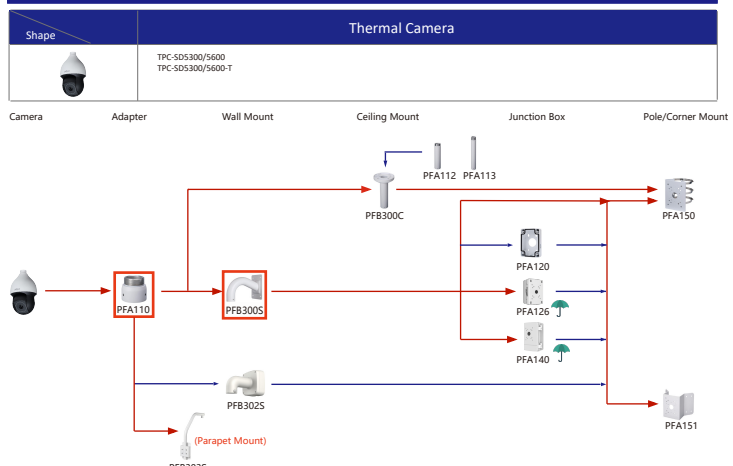 Thermal Camera
Shape
TPC-SD5300/5600
TPC-SD5300/5600-T
Camera Adapter Wall Mount Ceiling Mount Junction Box Pole/Corner Mount
PFA112 PFA113
PFB300C
PFA150
PFA120
PFA110
PFB300S
PFA126
PFA140
PFB302S
PFA151
(Parapet Mount)